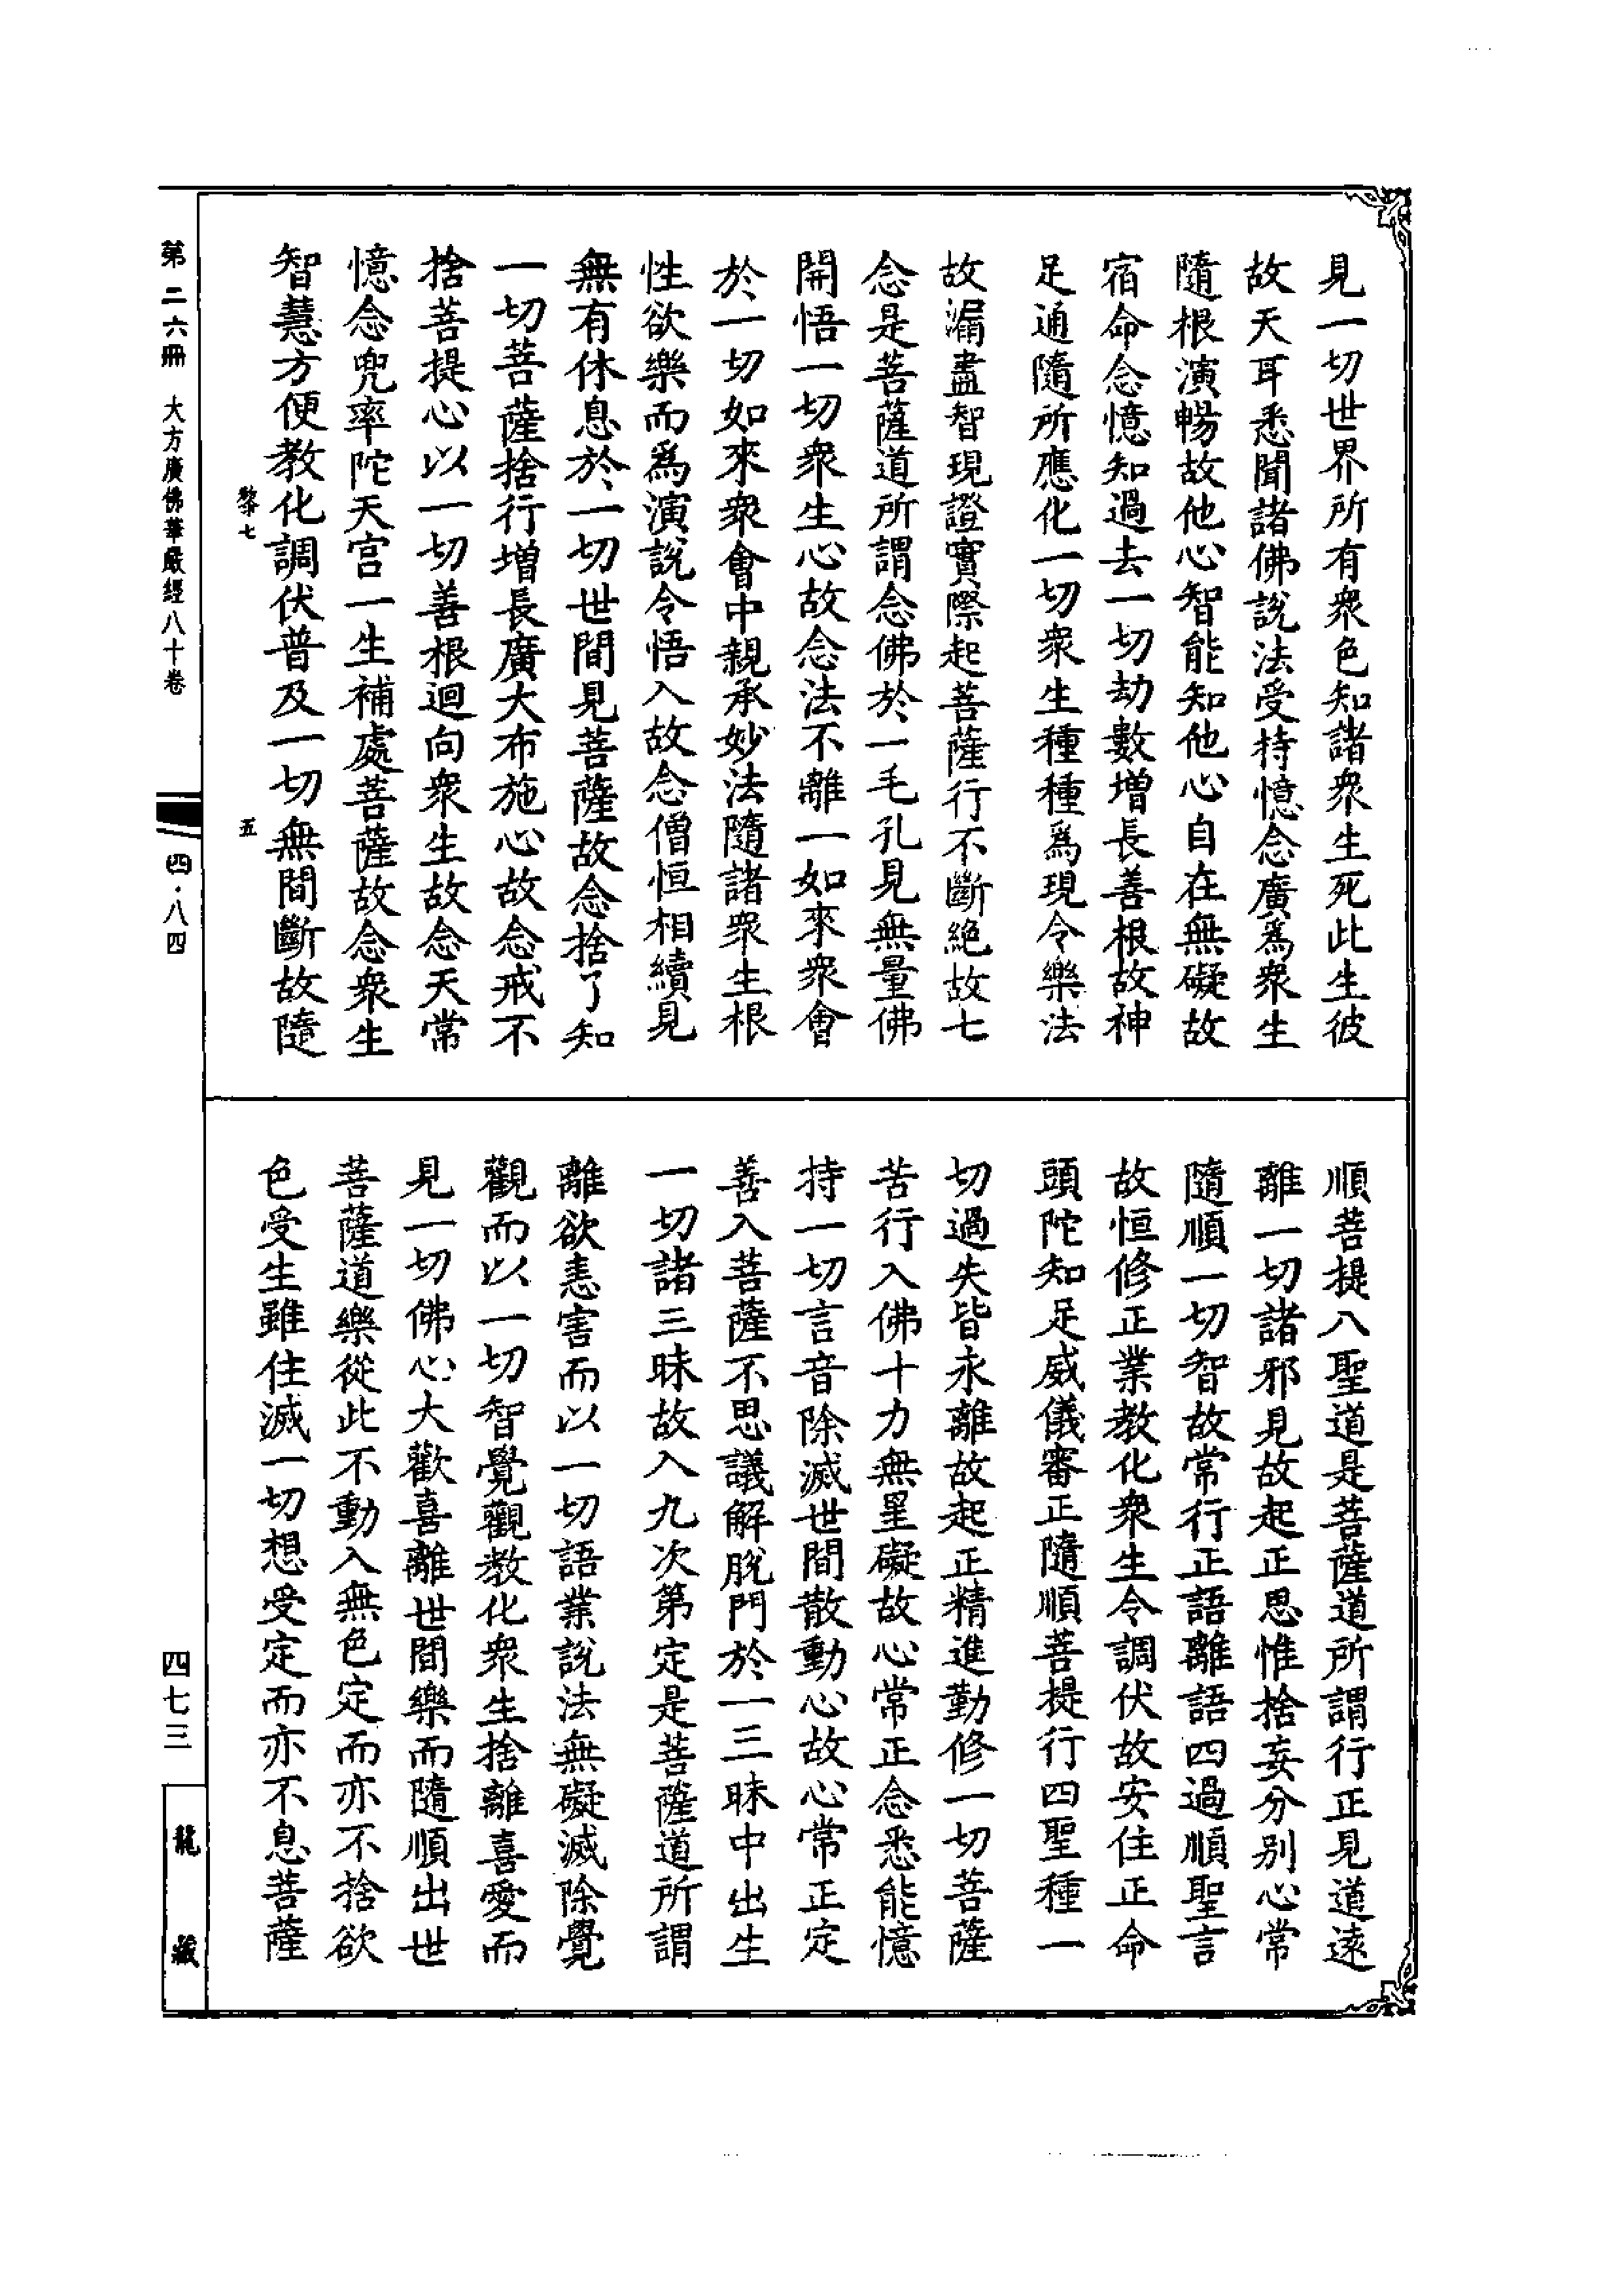 見一切世界所有衆色知諸衆生死此生彼
故天耳悉聞諸佛說法受持憶念廣爲衆生
隨根演暢故他心智能知他心自在無礙故
宿命念憶知過去一切劫數增長善根故神
足通隨所應化一切衆生種種爲現令樂法
故漏盡智現證實際起菩薩行不斷絶故七
念是菩薩道所謂念佛於一毛孔見無量佛
開悟一切衆生心故念法不離一如來衆會
於一切如來衆會中親承妙法隨諸衆生根
性欲樂而爲演說令悟入故念僧恒相續見
無有休息於一切世間見菩薩故念捨了知
一切菩薩捨行增長廣大布施心故念戒不
捨菩提心以一切善根迴向衆生故念天常
憶念兜率陀天宮一生補處菩薩故念衆生
智慧方便教化調伏普及一切無間斷故隨
黎七
五
順菩提八聖道是菩薩道所謂行正見道遠
離一切諸邪見故起正思惟捨妄分別心常
隨順一切智故常行正語離語四過順聖言
故恒修正業教化衆生令調伏故安住正命
頭陀知足威儀審正隨順菩提行四聖種一
切過失皆永離故起正精進勤修一切菩薩
苦行入佛十力無罣礙故心常正念悉能憶
持一切言音除滅世間散動心故心常正定
善入菩薩不思議解脫門於一三昧中出生
一切諸三昧故入九次第定是菩薩道所謂
離欲恚害而以一切語業說法無礙滅除覺
觀而以一切智覺觀教化衆生捨離喜愛而
見一切佛心大歡喜離世間樂而隨順出世
菩薩道樂從此不動入無色定而亦不捨欲
色受生雖住滅一切想受定而亦不息菩薩
第二六冊 大方廣佛華嚴經八十卷
四·八四
四七三
龍藏